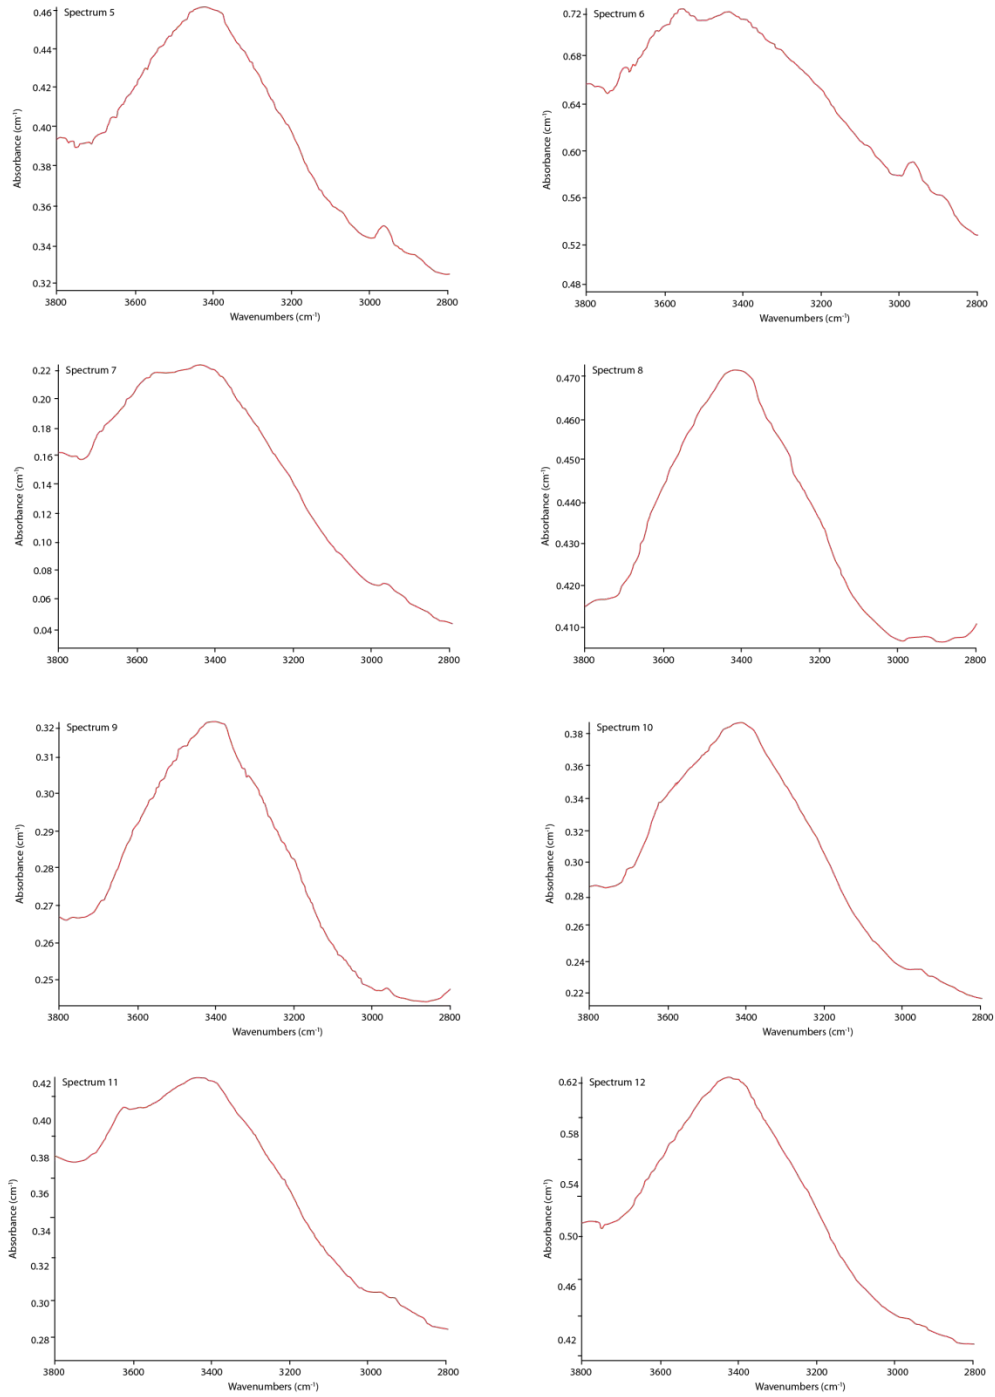 Spectrum 5
0.46
0.44
0.42
0.40
0.38
0.36
0.34
0.32
Absorbance (cm⁻¹)
3800 3600 3400 3200 3000 2800
Wavenumbers (cm⁻¹)
Spectrum 6
0.72
0.68
0.64
0.60
0.56
0.52
0.48
Absorbance (cm⁻¹)
3800 3600 3400 3200 3000 2800
Wavenumbers (cm⁻¹)
Spectrum 7
0.22
0.20
0.18
0.16
0.14
0.12
0.10
0.08
0.06
0.04
Absorbance (cm⁻¹)
3800 3600 3400 3200 3000 2800
Wavenumbers (cm⁻¹)
Spectrum 8
0.470
0.460
0.450
0.440
0.430
0.420
0.410
Absorbance (cm⁻¹)
3800 3600 3400 3200 3000 2800
Wavenumbers (cm⁻¹)
Spectrum 9
0.32
0.31
0.30
0.29
0.28
0.27
0.26
0.25
Absorbance (cm⁻¹)
3800 3600 3400 3200 3000 2800
Wavenumbers (cm⁻¹)
Spectrum 10
0.38
0.36
0.34
0.32
0.30
0.28
0.26
0.24
0.22
Absorbance (cm⁻¹)
3800 3600 3400 3200 3000 2800
Wavenumbers (cm⁻¹)
Spectrum 11
0.42
0.40
0.38
0.36
0.34
0.32
0.30
0.28
Absorbance (cm⁻¹)
3800 3600 3400 3200 3000 2800
Wavenumbers (cm⁻¹)
Spectrum 12
0.62
0.58
0.54
0.50
0.46
0.42
Absorbance (cm⁻¹)
3800 3600 3400 3200 3000 2800
Wavenumbers (cm⁻¹)